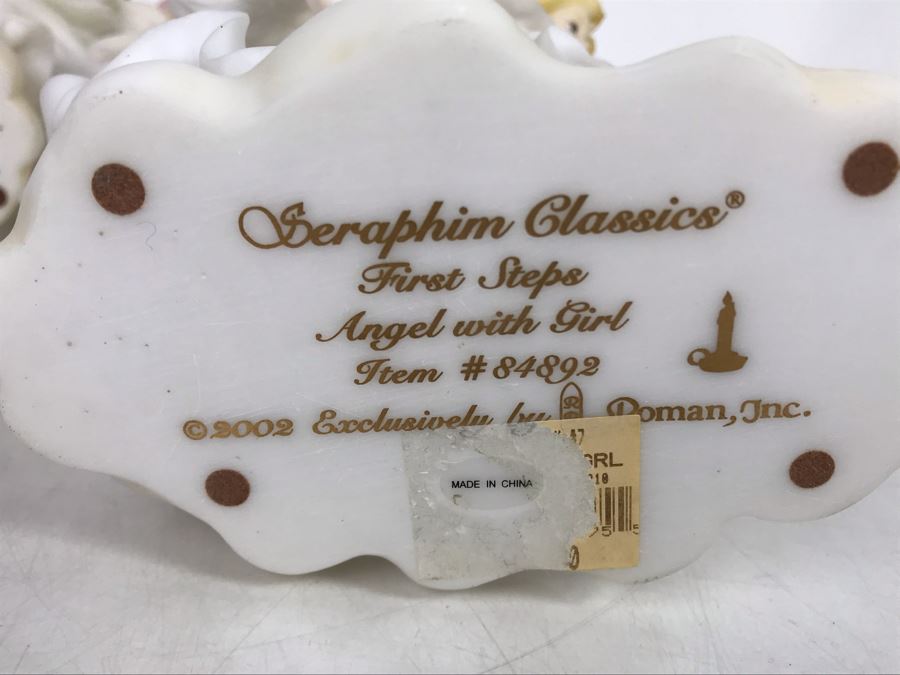 Seraphim Classics®
First Steps
Angel with Girl
Item #84892
©2002 Exclusively by Roman, Inc.
MADE IN CHINA